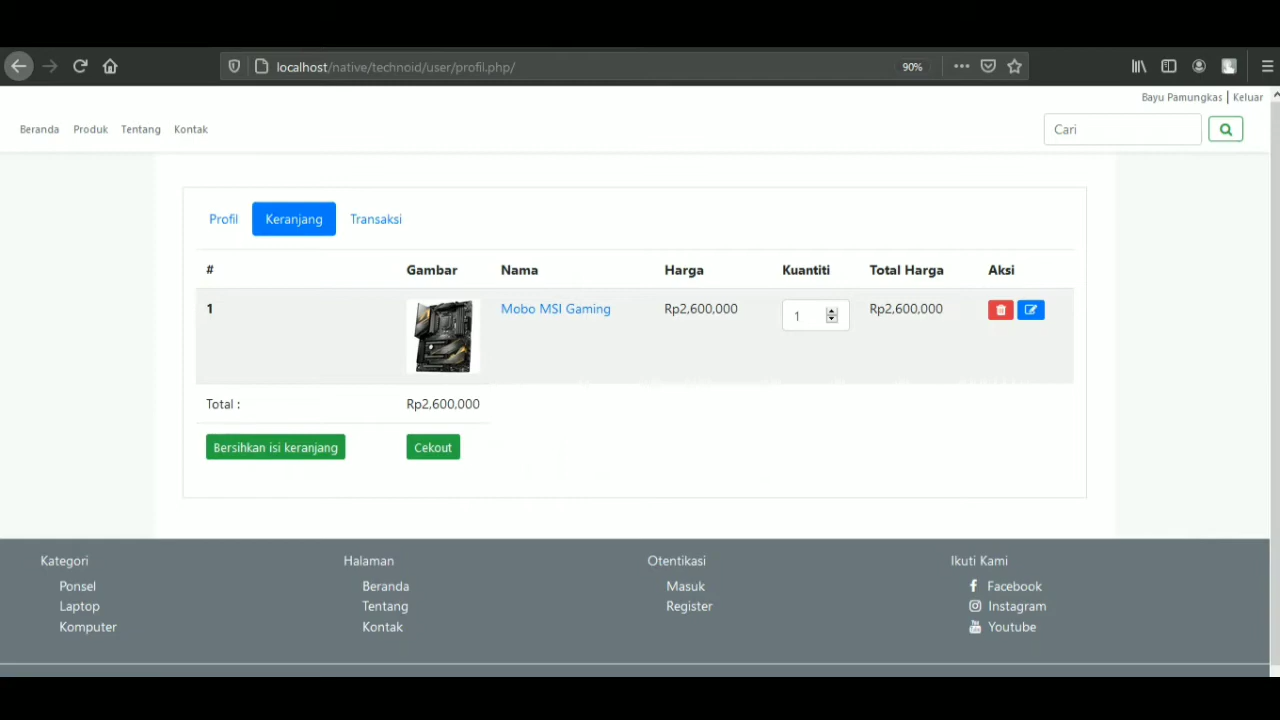 localhost/native/technoid/user/profil.php/
90%
Bayu Pamungkas | Keluar
Beranda Produk Tentang Kontak
Cari
Profil Keranjang Transaksi
# Gambar Nama Harga Kuantiti Total Harga Aksi
1 Mobo MSI Gaming Rp2,600,000 1 Rp2,600,000
Total : Rp2,600,000
Bersihkan isi keranjang Cekout
Kategori Halaman Otentikasi Ikuti Kami
Ponsel Beranda Masuk Facebook
Laptop Tentang Register Instagram
Komputer Kontak Youtube